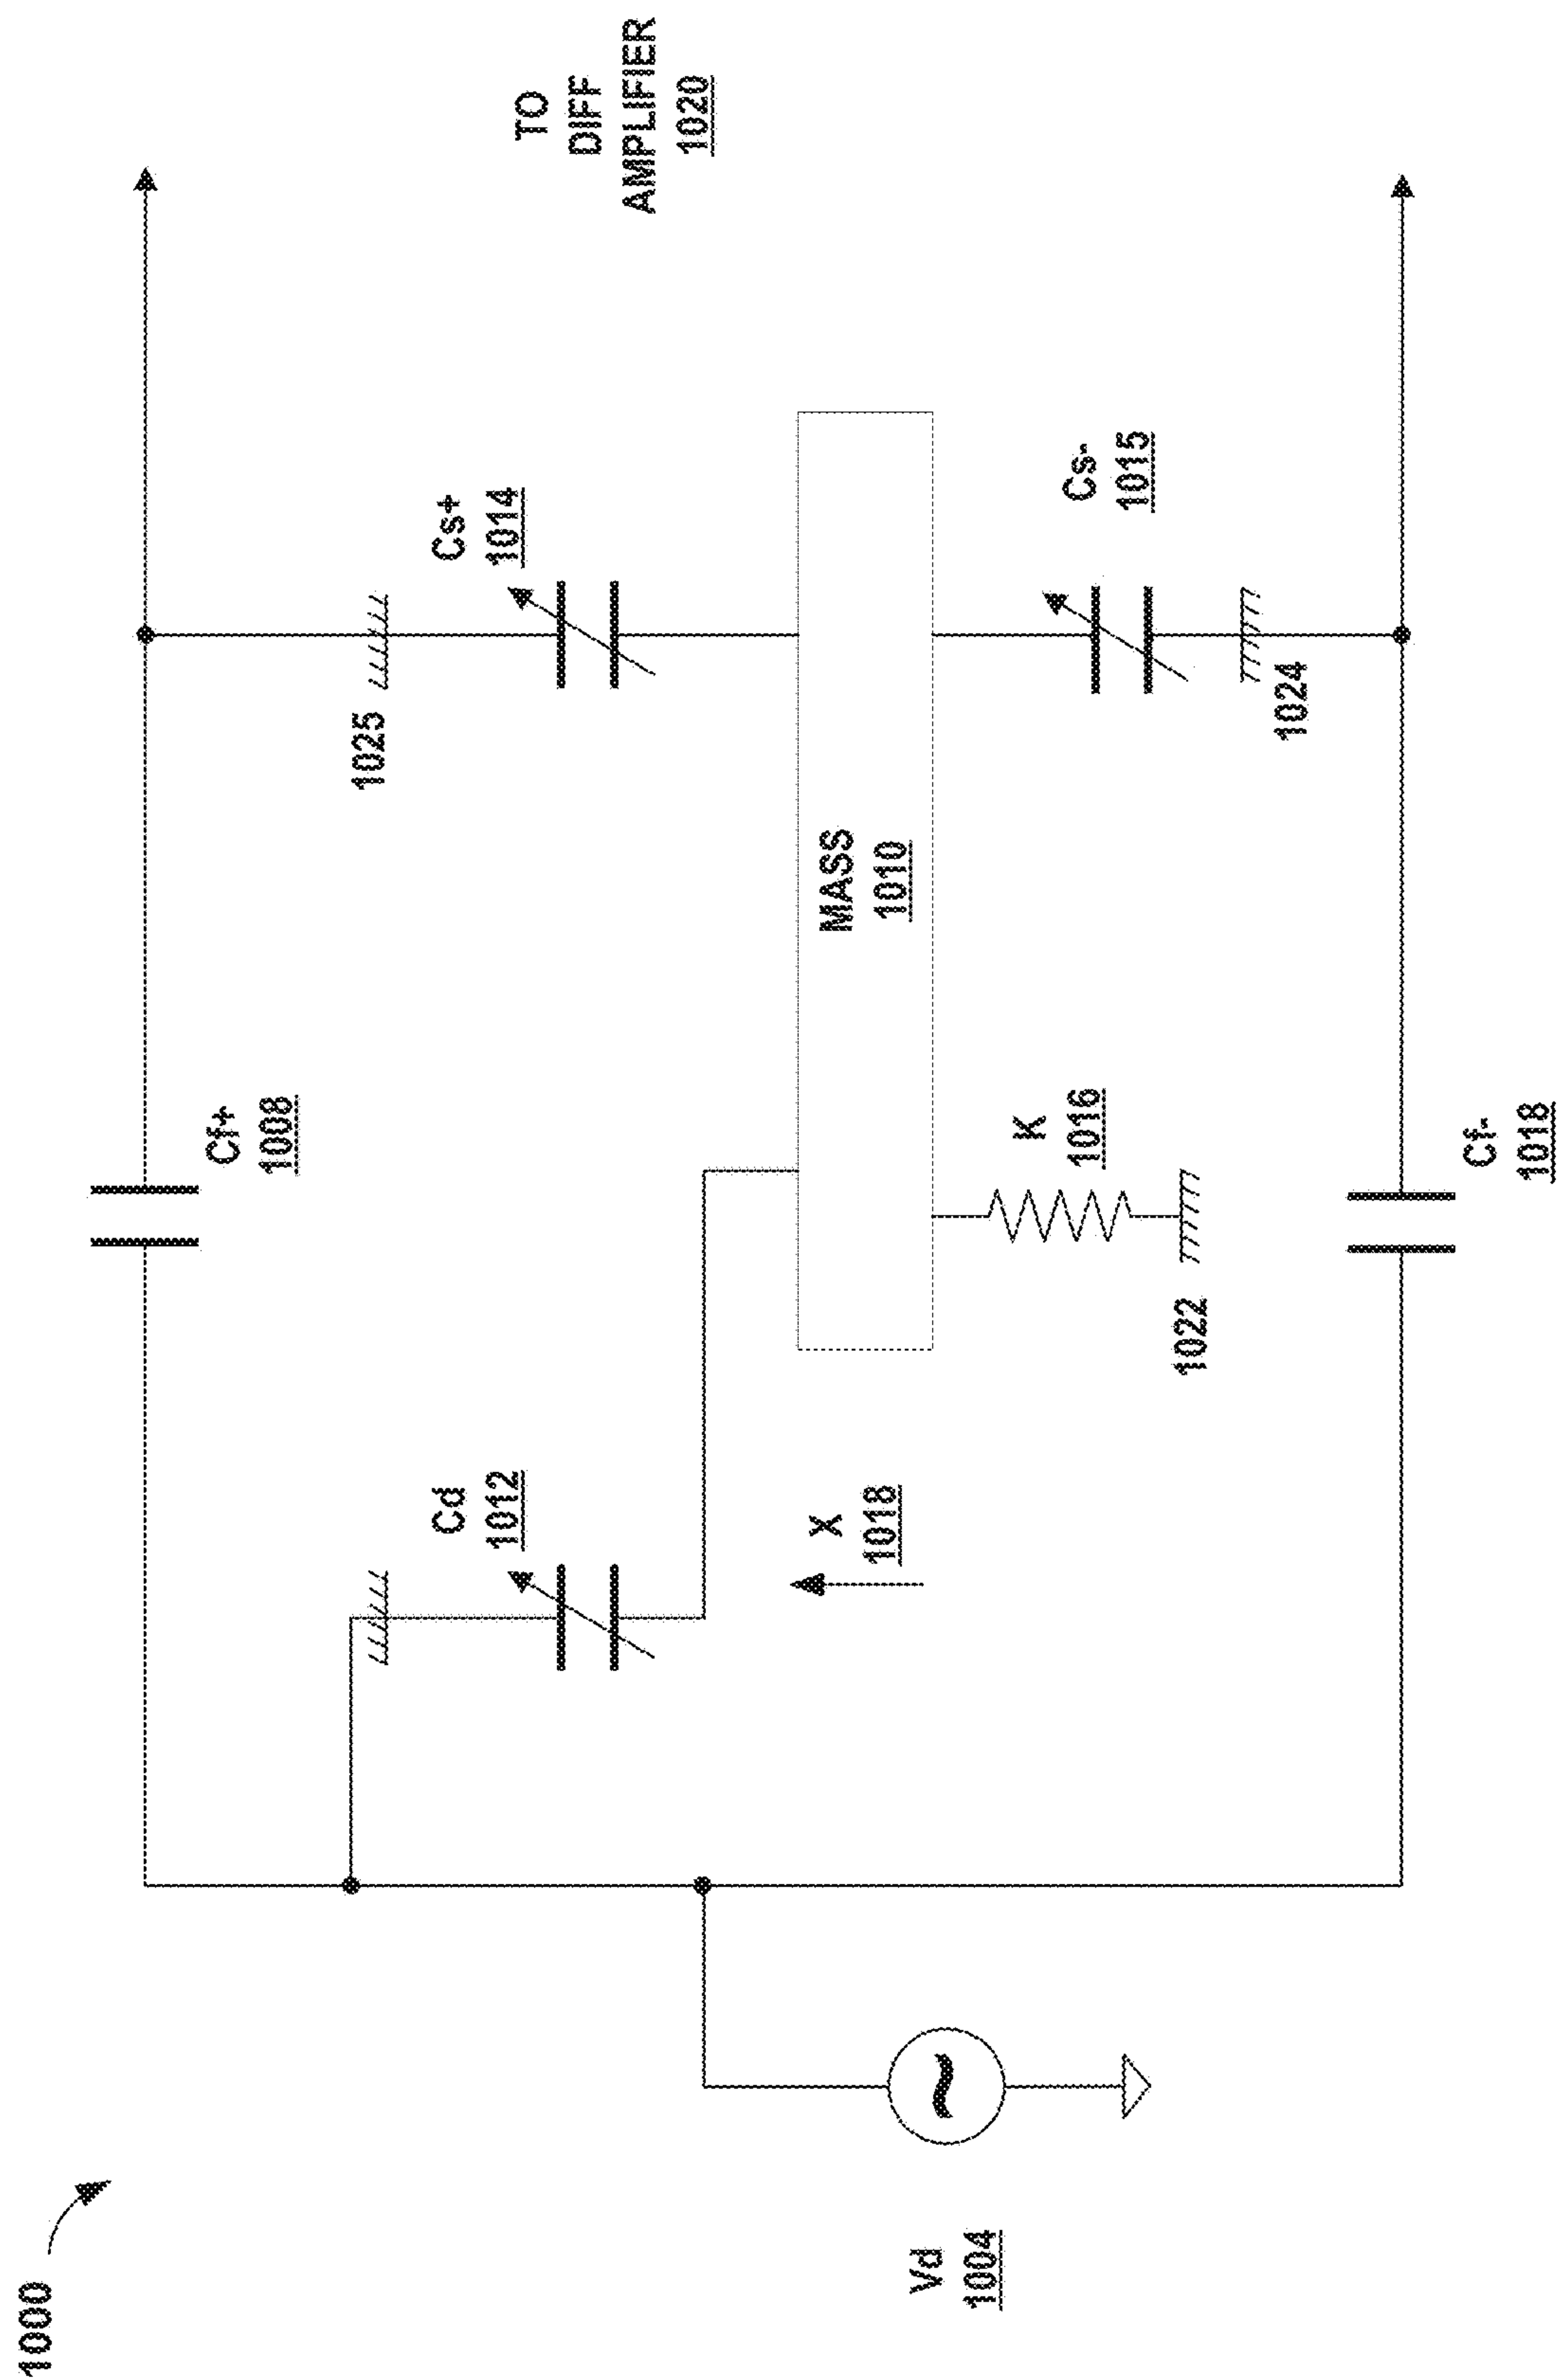 1000
Vd
1004
Cf+
1008
Cd
1012
X
1018
MASS
1010
K
1016
1022
Cf-
1018
1025
Cs+
1014
Cs-
1015
1024
TO
DIFF
AMPLIFIER
1020